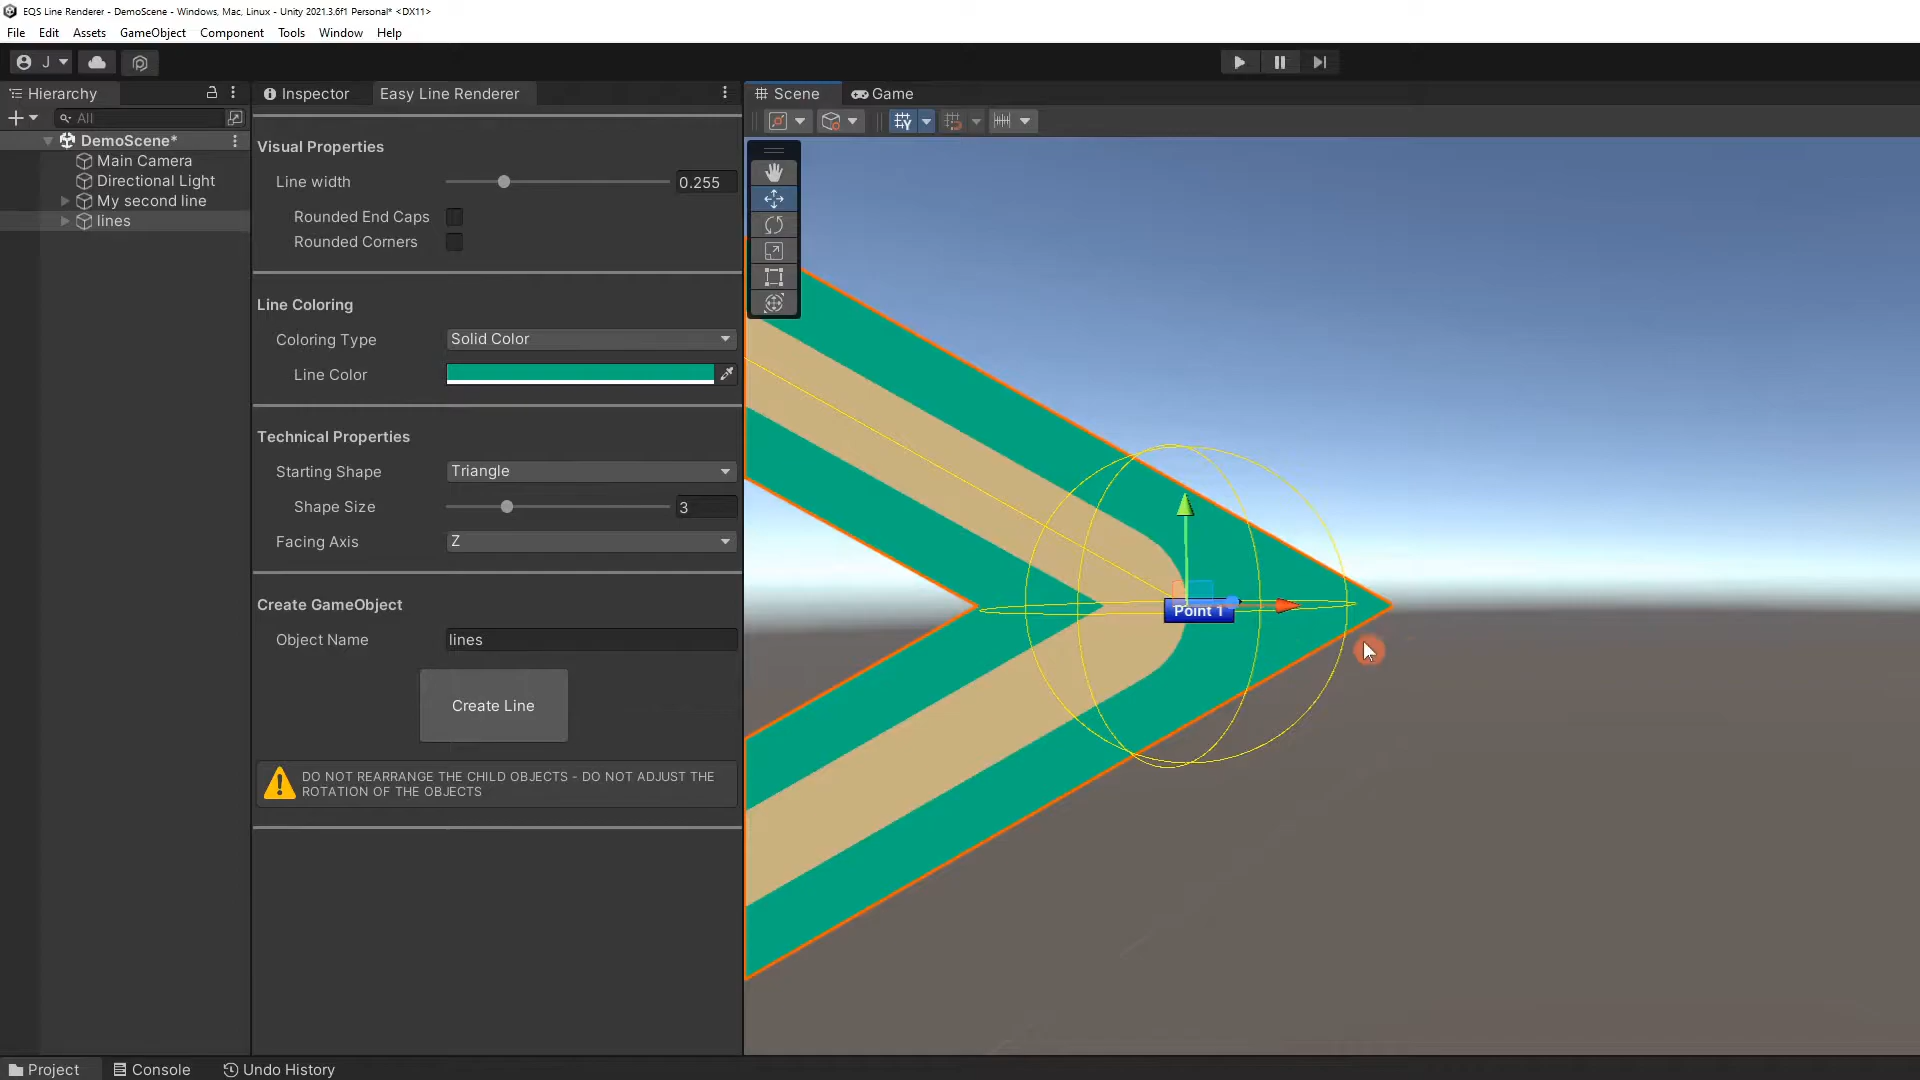 EQS Line Renderer - DemoScene - Windows, Mac, Linux - Unity 2021.3.6f1 Personal* <DX11>
File Edit Assets GameObject Component Tools Window Help
J
Hierarchy
Inspector
Easy Line Renderer
Scene
Game
All
DemoScene*
Main Camera
Directional Light
My second line
lines
Visual Properties
Line width 0.255
Rounded End Caps
Rounded Corners
Line Coloring
Coloring Type Solid Color
Line Color
Technical Properties
Starting Shape Triangle
Shape Size 3
Facing Axis Z
Create GameObject
Object Name lines
Create Line
DO NOT REARRANGE THE CHILD OBJECTS - DO NOT ADJUST THE
ROTATION OF THE OBJECTS
Point 1
Project
Console
Undo History